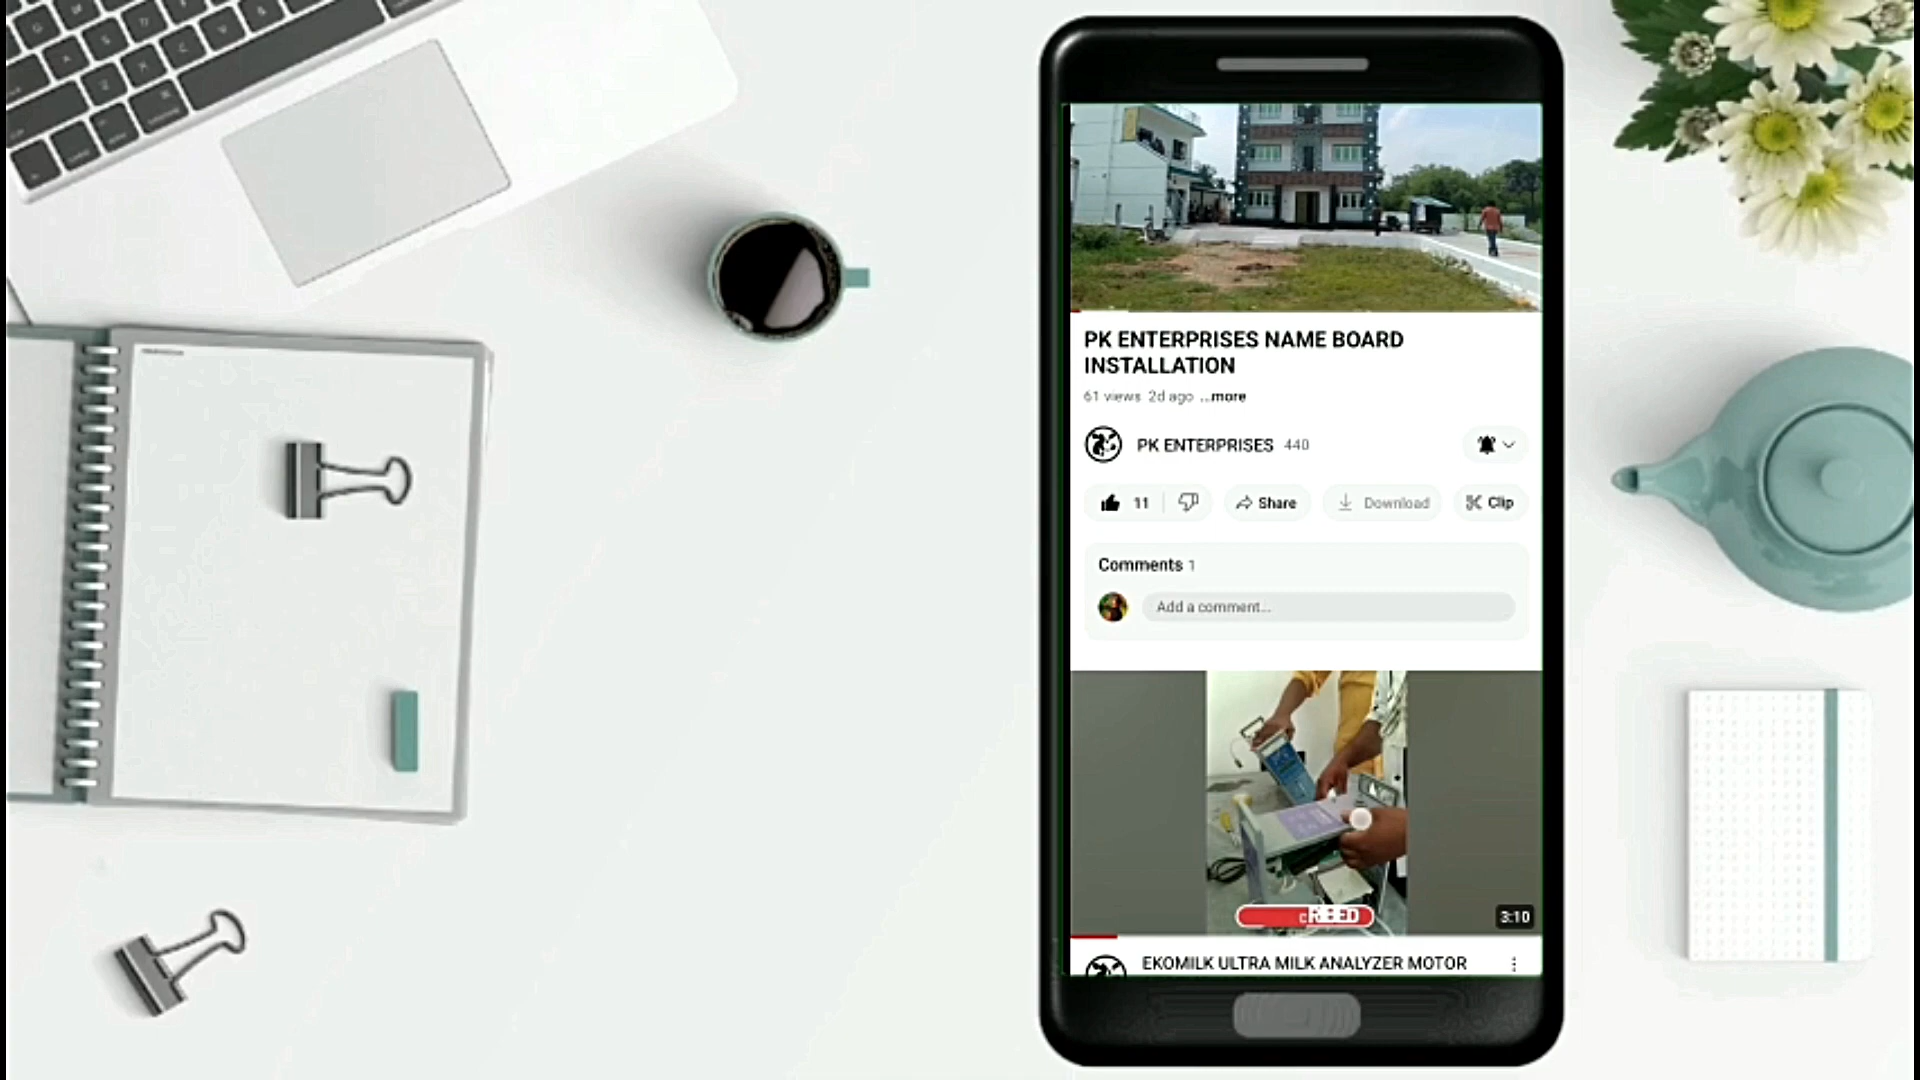 PK ENTERPRISES NAME BOARD
INSTALLATION
61 views 2d ago ...more
PK ENTERPRISES 440
11 Share Download Clip
Comments 1
Add a comment...
3:10
EKOMILK ULTRA MILK ANALYZER MOTOR